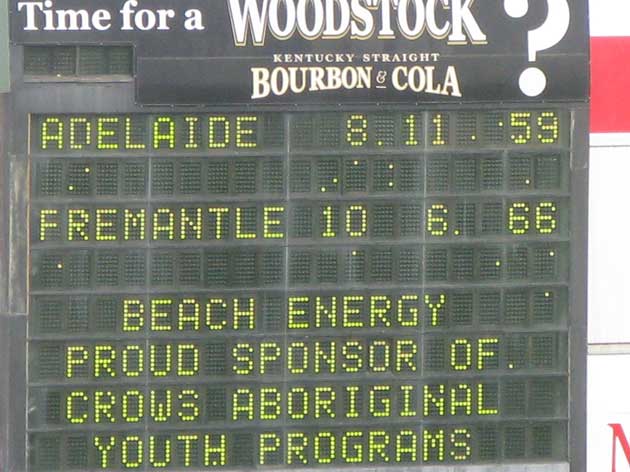 Time for a WOODSTOCK ?
KENTUCKY STRAIGHT
BOURBON & COLA
ADELAIDE 8.11. 59
FREMANTLE 10 6. 66
BEACH ENERGY
PROUD SPONSOR OF.
CROWS ABORIGINAL
YOUTH PROGRAMS